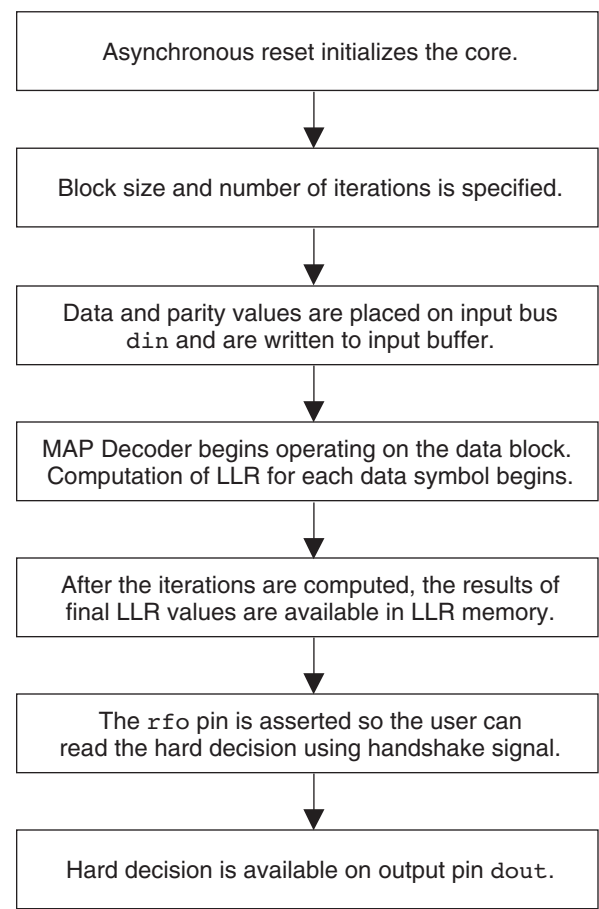 Asynchronous reset initializes the core.
Block size and number of iterations is specified.
Data and parity values are placed on input bus
din and are written to input buffer.
MAP Decoder begins operating on the data block.
Computation of LLR for each data symbol begins.
After the iterations are computed, the results of
final LLR values are available in LLR memory.
The rfo pin is asserted so the user can
read the hard decision using handshake signal.
Hard decision is available on output pin dout.